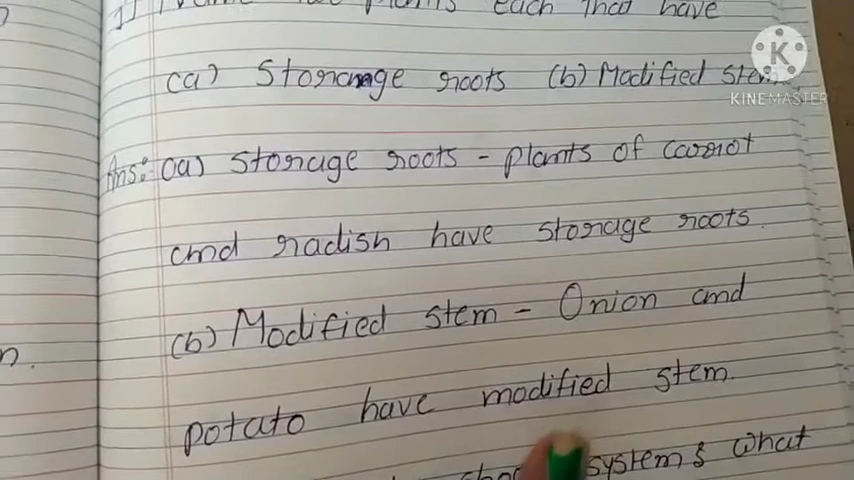 plants each that have
(a) Storage roots (b) Modified stem
KINEMASTER
Ans: (a) storage roots - plants of carrot
and radish have storage roots.
(b) Modified stem - Onion and
potato have modified stem.
system & what